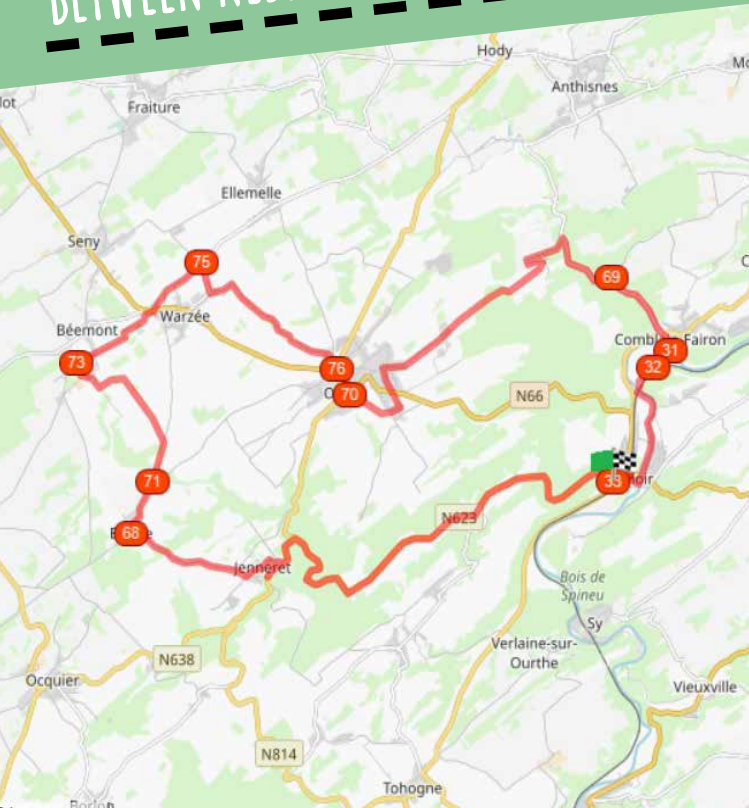 BETWEEN
Hody
Anthisnes
Fraiture
Ellemelle
Seny
75
69
Warzée
Béemont
Fairon
31
32
73
76
70
N66
71
33
68
N623
Jenneret
Bois de
Spineu
Sy
Verlaine-sur-
Ourthe
N638
Ocquier
Vieuxville
N814
Tohogne